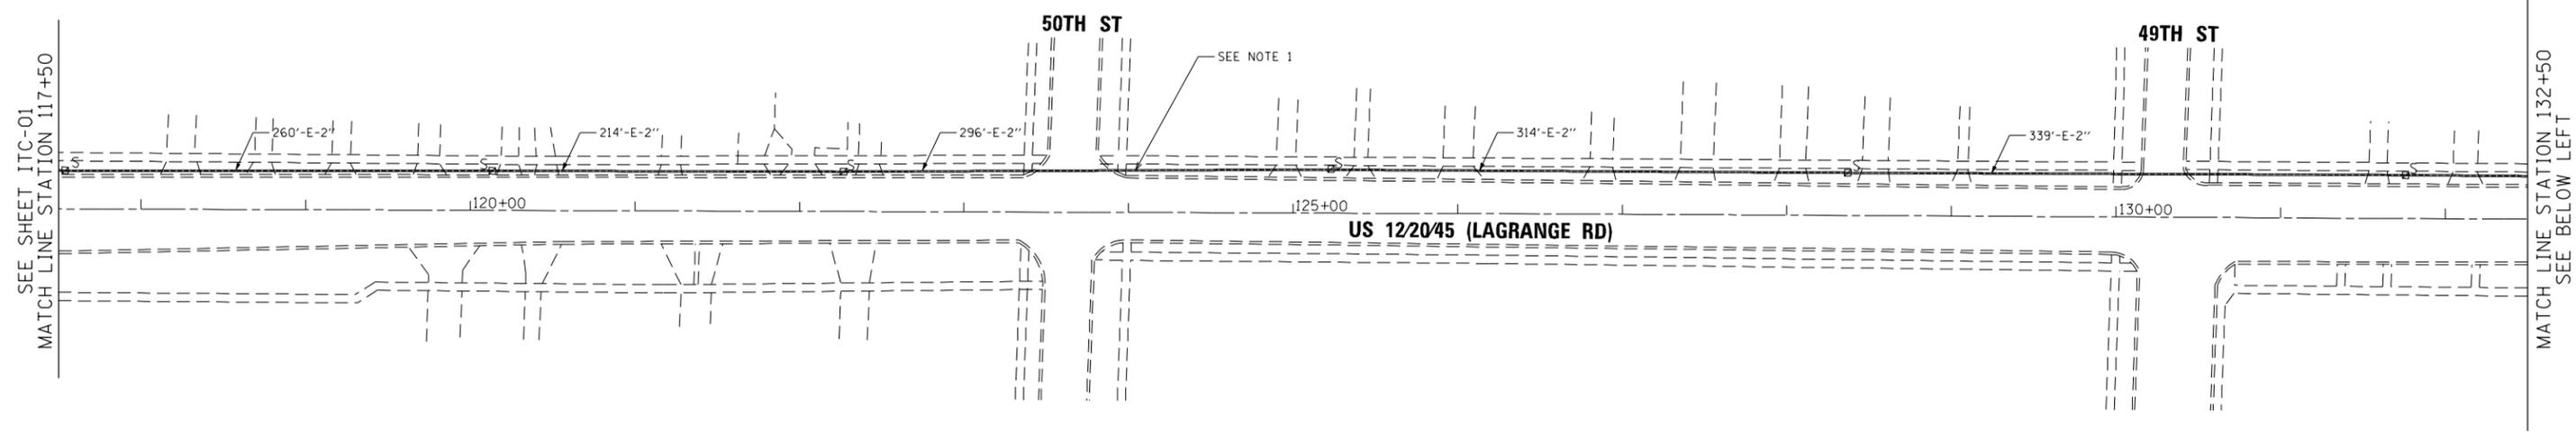 50TH ST
49TH ST
SEE NOTE 1
SEE SHEET ITC-01
MATCH LINE STATION 117+50
260'-E-2"
214'-E-2"
296'-E-2"
314'-E-2"
339'-E-2"
S
S
S
S
S
S
120+00
125+00
130+00
US 12/20/45 (LAGRANGE RD)
MATCH LINE STATION 132+50
SEE BELOW LEFT